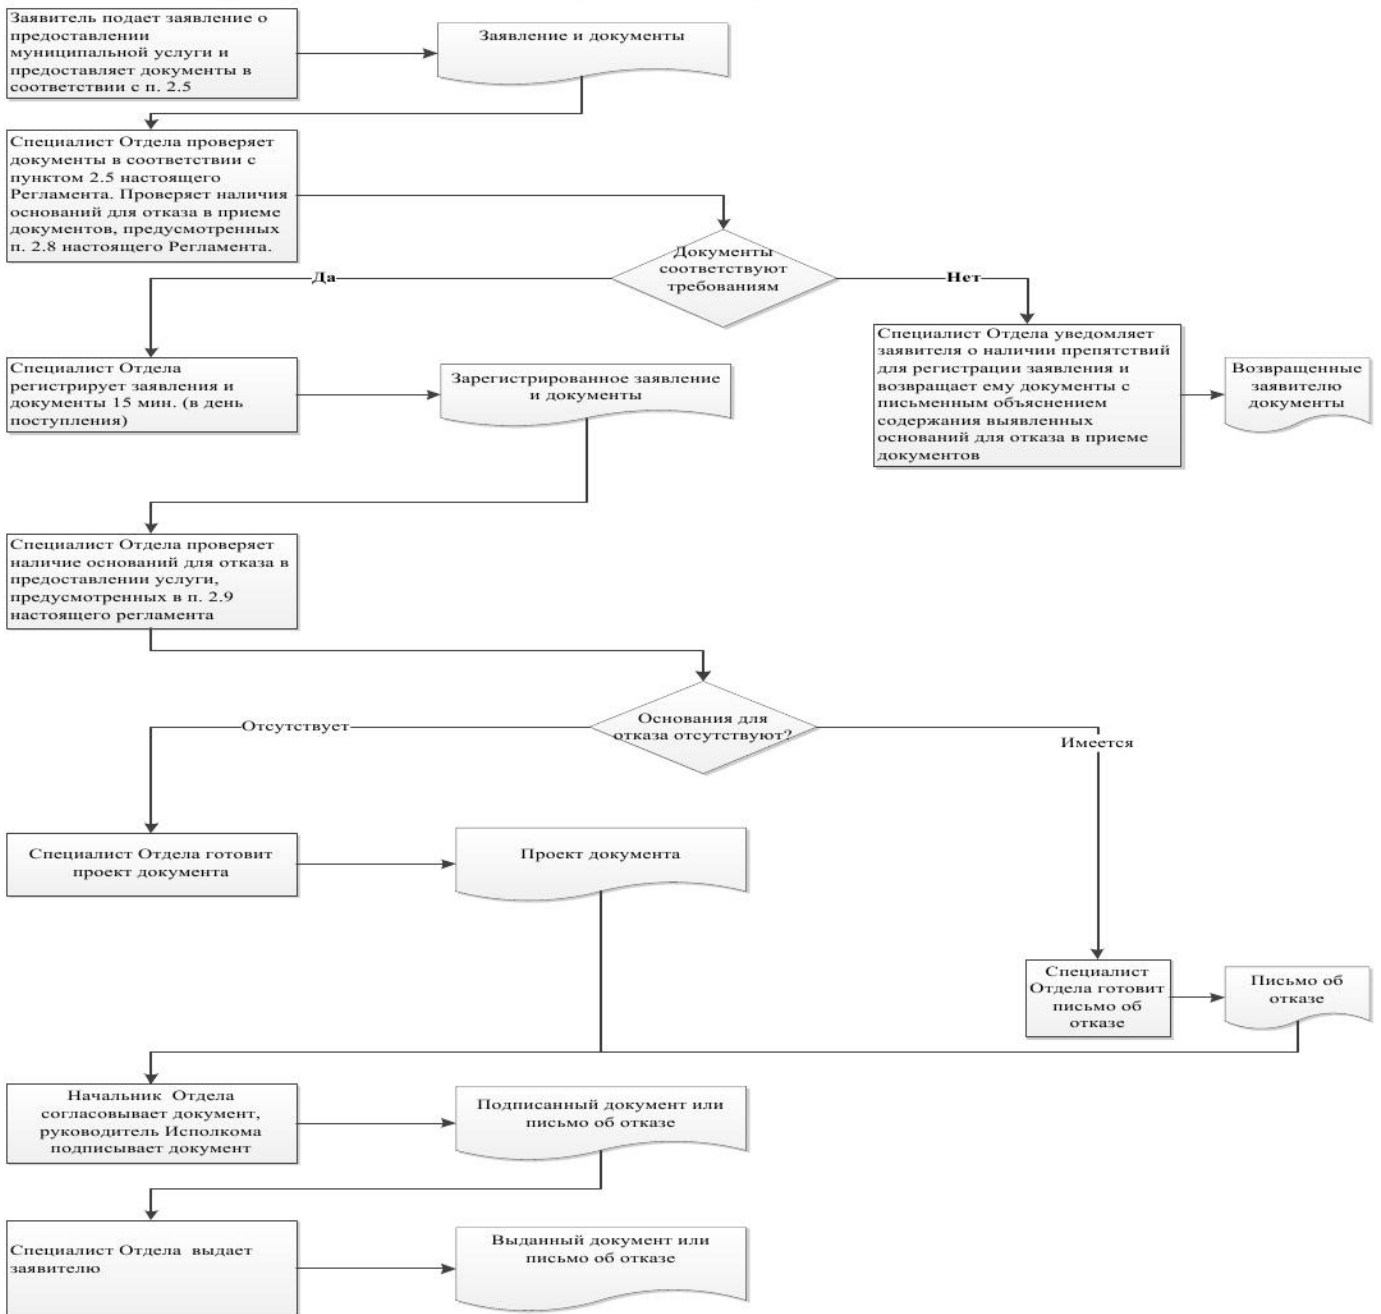 Заявитель подает заявление о
предоставлении
муниципальной услуги и
предоставляет документы в
соответствии с п. 2.5
Заявление и документы
Специалист Отдела проверяет
документы в соответствии с
пунктом 2.5 настоящего
Регламента. Проверяет наличия
оснований для отказа в приеме
документов, предусмотренных
п. 2.8 настоящего Регламента.
Документы
соответствуют
требованиям
Да
Нет
Специалист Отдела
регистрирует заявления и
документы 15 мин. (в день
поступления)
Зарегистрированное заявление
и документы
Специалист Отдела уведомляет
заявителя о наличии препятствий
для регистрации заявления и
возвращает ему документы с
письменным объяснением
содержания выявленных
оснований для отказа в приеме
документов
Возвращенные
заявителю
документы
Специалист Отдела проверяет
наличие оснований для отказа в
предоставлении услуги,
предусмотренных в п. 2.9
настоящего регламента
Основания для
отказа отсутствуют?
Отсутствует
Имеется
Специалист Отдела готовит
проект документа
Проект документа
Специалист
Отдела готовит
письмо об
отказе
Письмо об
отказе
Начальник Отдела
согласовывает документ,
руководитель Исполкома
подписывает документ
Подписанный документ или
письмо об отказе
Специалист Отдела выдает
заявителю
Выданный документ или
письмо об отказе